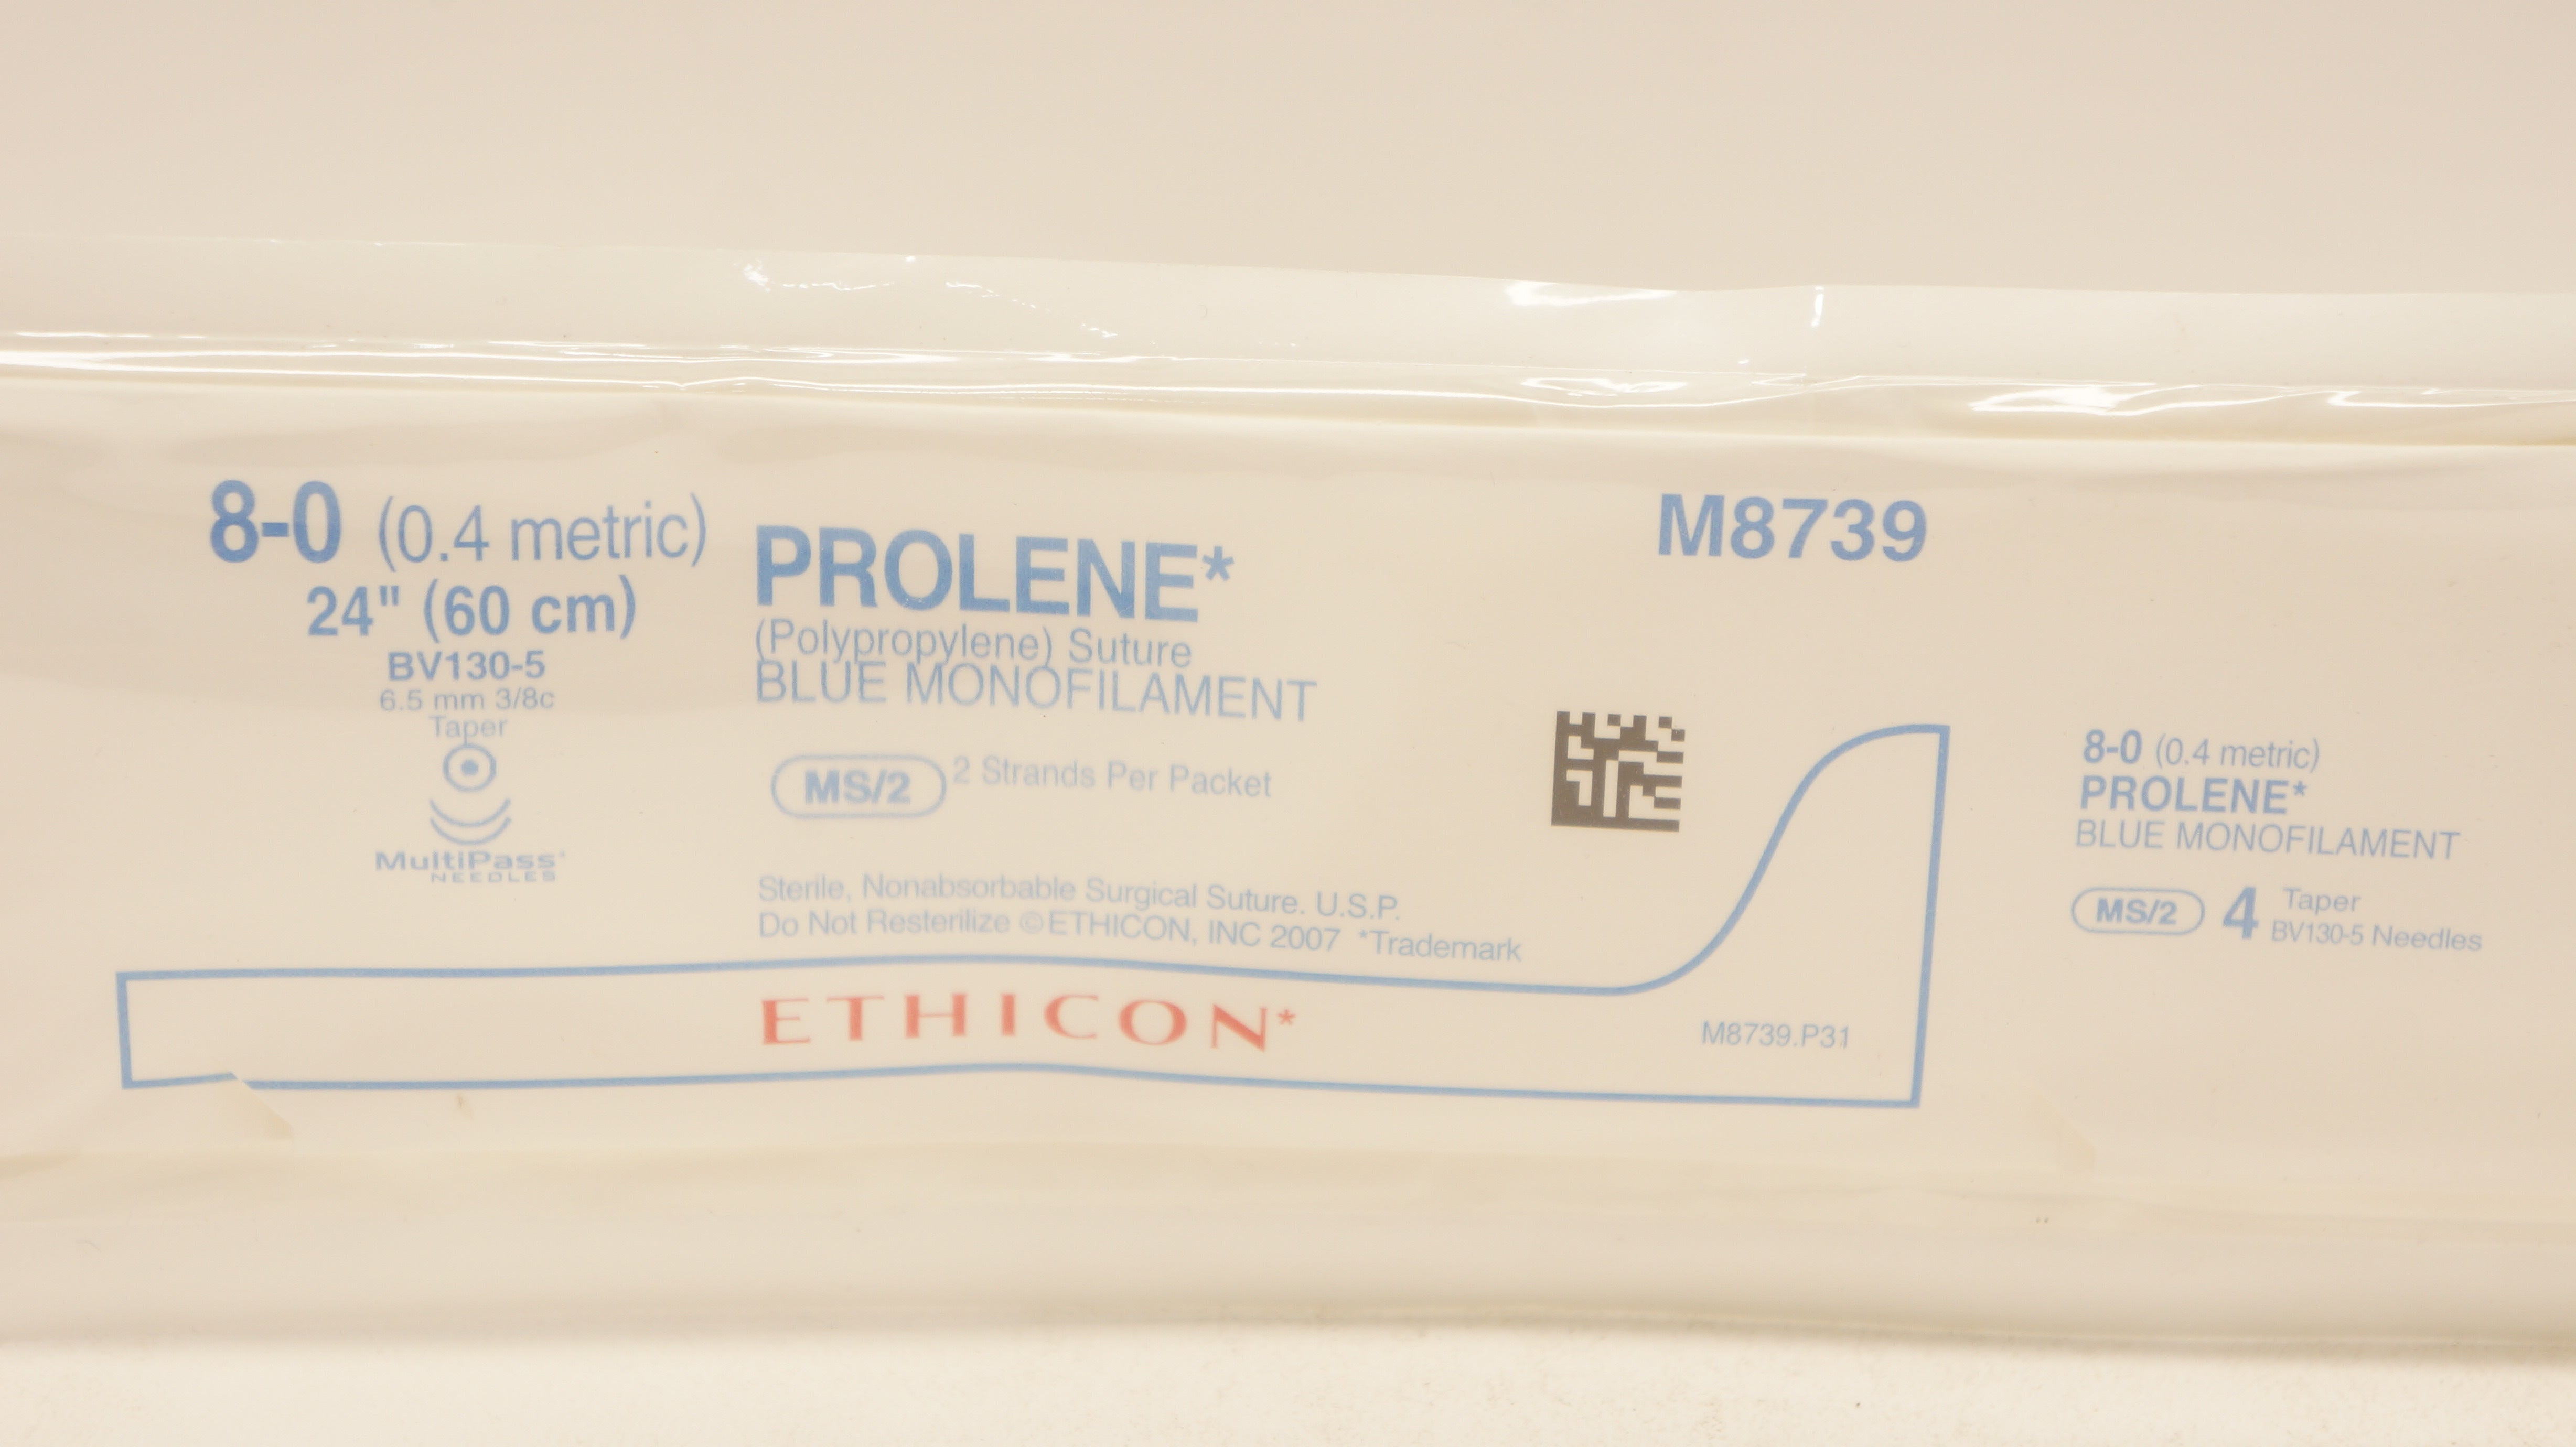 8-0 (0.4 metric)
24" (60 cm)
BV130-5
6.5 mm 3/8c
Taper
MultiPass
NEEDLES
PROLENE*
(Polypropylene) Suture
BLUE MONOFILAMENT
MS/2 2 Strands Per Packet
Sterile, Nonabsorbable Surgical Suture. U.S.P.
Do Not Resterilize ©ETHICON, INC 2007 *Trademark
M8739
ETHICON*
M8739.P31
8-0 (0.4 metric)
PROLENE*
BLUE MONOFILAMENT
MS/2 4 Taper
BV130-5 Needles